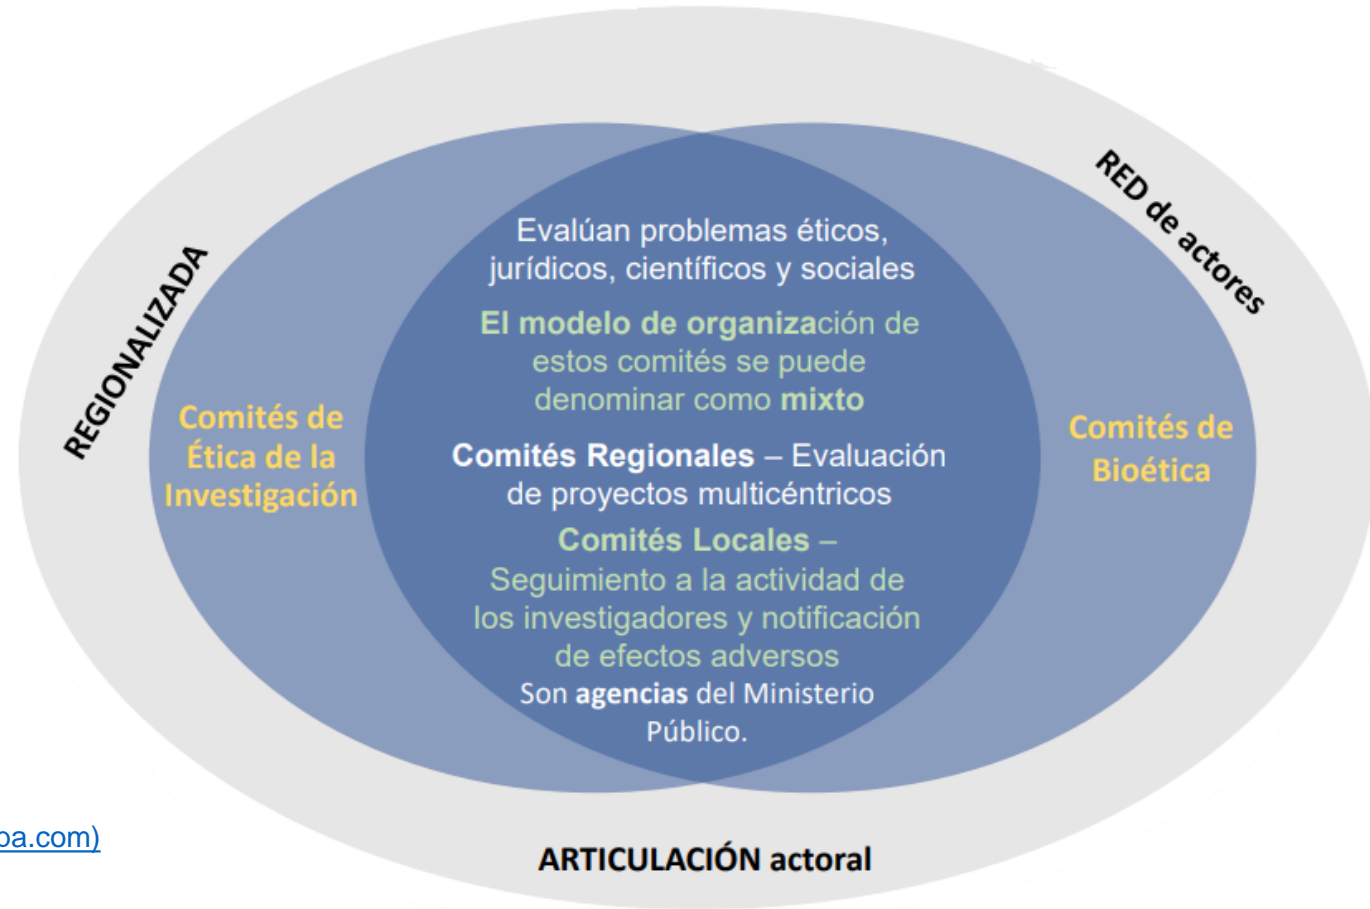 REGIONALIZADA
RED de actores
Evalúan problemas éticos,
jurídicos, científicos y sociales
El modelo de organización de
estos comités se puede
denominar como mixto
Comités Regionales – Evaluación
de proyectos multicéntricos
Comités Locales –
Seguimiento a la actividad de
los investigadores y notificación
de efectos adversos
Son agencias del Ministerio
Público.
Comités de
Ética de la
Investigación
Comités de
Bioética
ARTICULACIÓN actoral
pa.com)